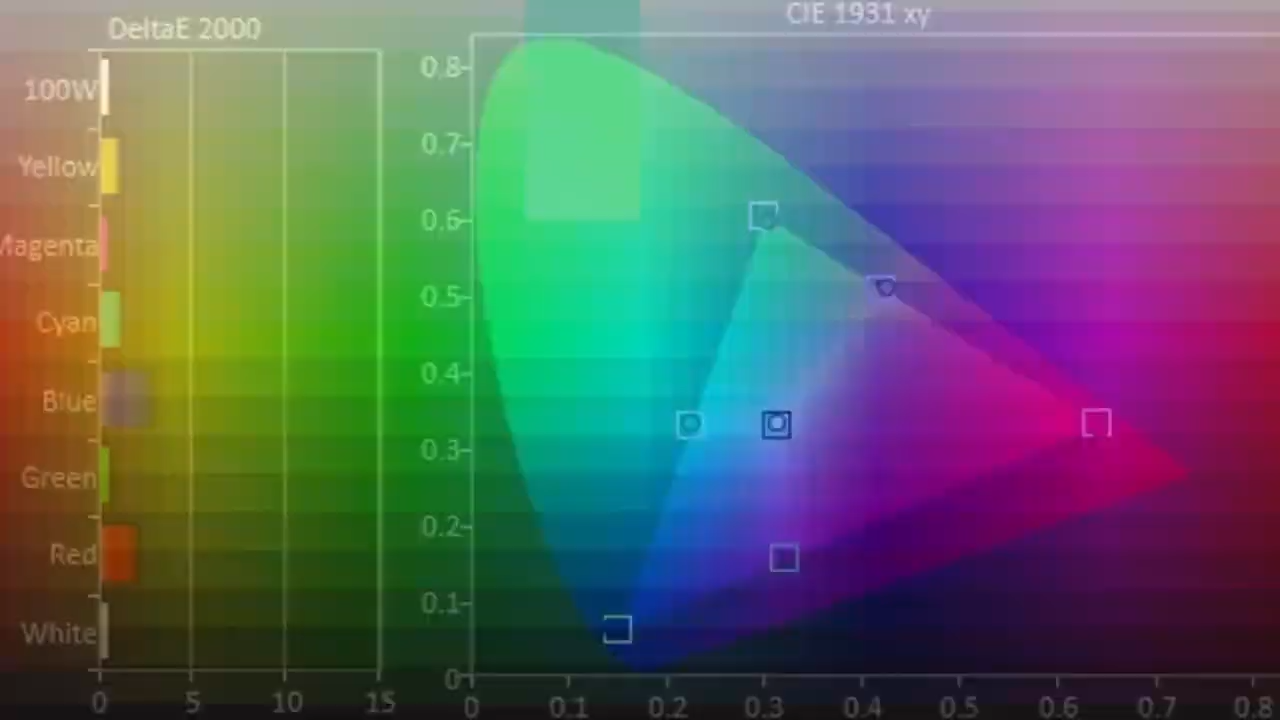 DeltaE 2000
CIE 1931 xy
100W
Yellow
Magenta
Cyan
Blue
Green
Red
White
0 5 10 15
0.8
0.7
0.6
0.5
0.4
0.3
0.2
0.1
0
0 0.1 0.2 0.3 0.4 0.5 0.6 0.7 0.8